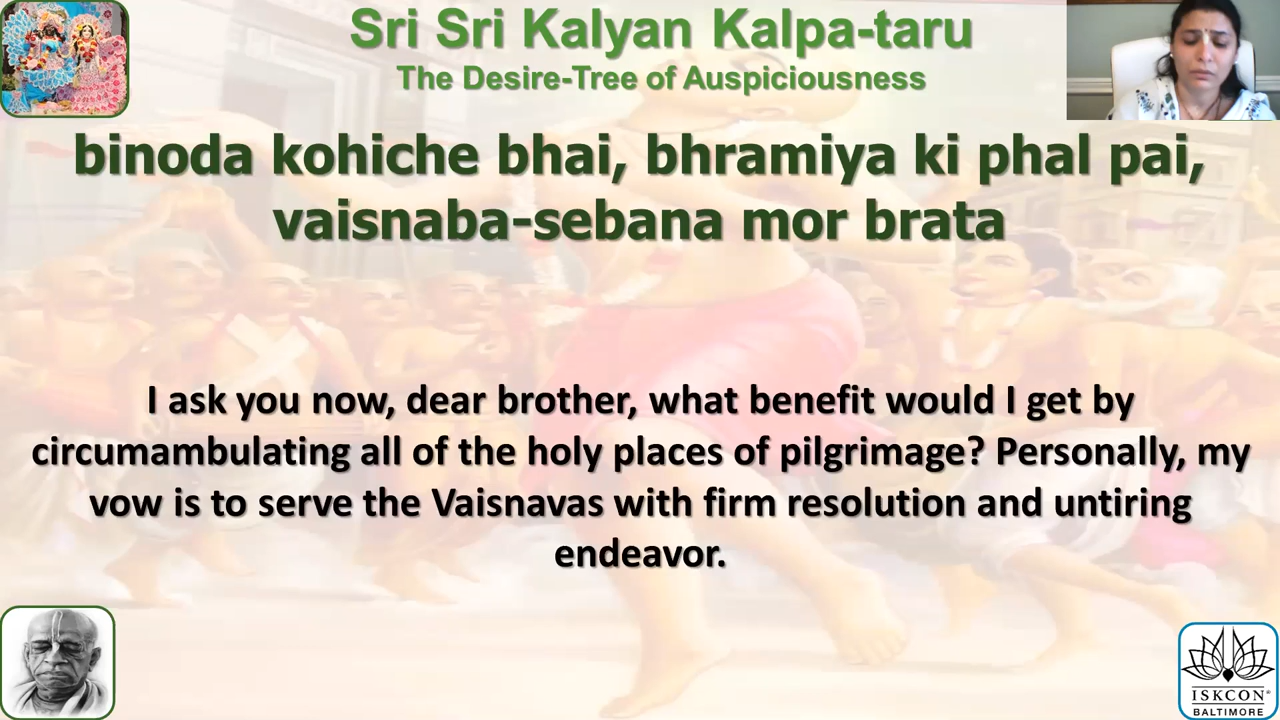 Sri Sri Kalyan Kalpa-taru
The Desire-Tree of Auspiciousness
binoda kohiche bhai, bhramiya ki phal pai,
vaisnaba-sebana mor brata
I ask you now, dear brother, what benefit would I get by
circumambulating all of the holy places of pilgrimage? Personally, my
vow is to serve the Vaisnavas with firm resolution and untiring
endeavor.
ISKCON®
BALTIMORE